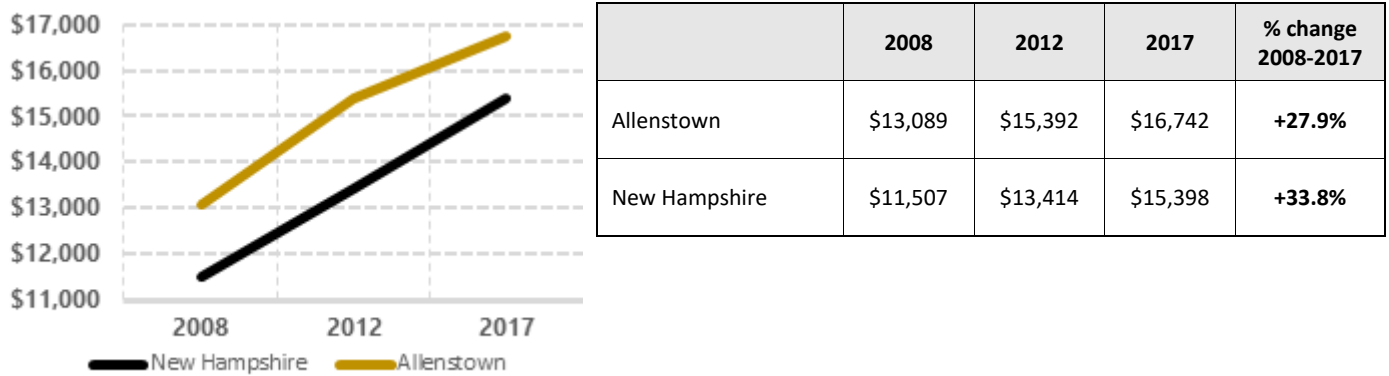 $17,000
$16,000
$15,000
$14,000
$13,000
$12,000
$11,000
2008 2012 2017
New Hampshire Allenstown
2008 2012 2017 % change
2008-2017
Allenstown $13,089 $15,392 $16,742 +27.9%
New Hampshire $11,507 $13,414 $15,398 +33.8%